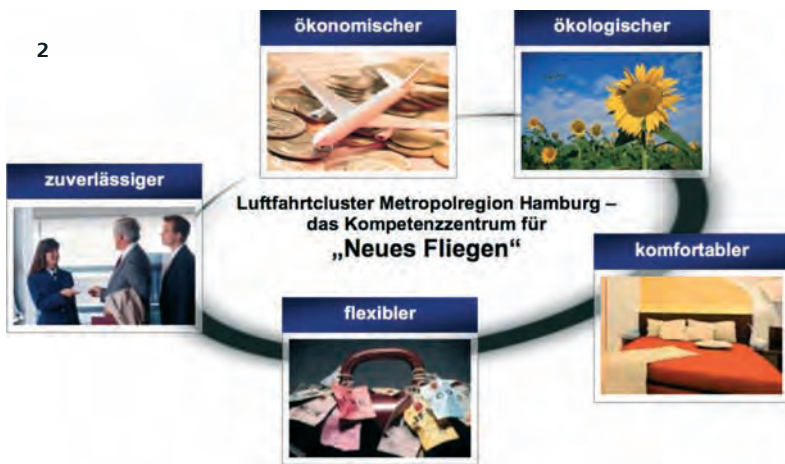 2
ökonomischer
ökologischer
zuverlässiger
Luftfahrtcluster Metropolregion Hamburg –
das Kompetenzzentrum für
„Neues Fliegen“
komfortabler
flexibler